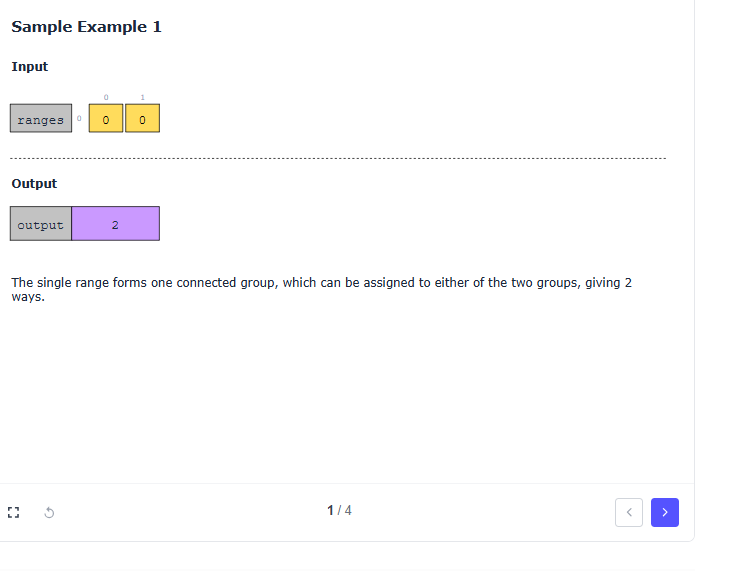 Sample Example 1
Input
0 1
ranges 0 0 0
Output
output 2
The single range forms one connected group, which can be assigned to either of the two groups, giving 2
ways.
1 / 4